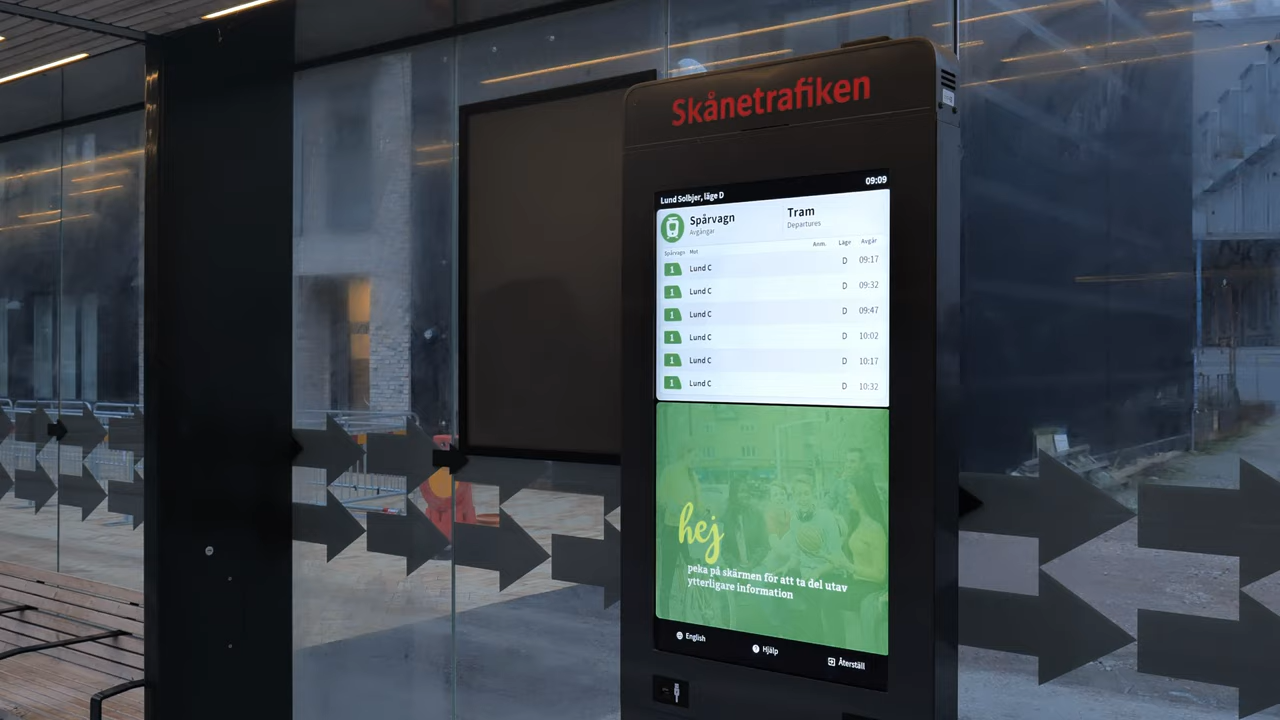 Skånetrafiken
Lund Solbjer, läge D 09:09
Spårvagn Tram
Avgångar Departures
Spårvagn Mot Anm. Läge Avgår
1 Lund C D 09:17
1 Lund C D 09:32
1 Lund C D 09:47
1 Lund C D 10:02
1 Lund C D 10:17
1 Lund C D 10:32
hej
peka på skärmen för att ta del utav
ytterligare information
English Hjälp Återställ